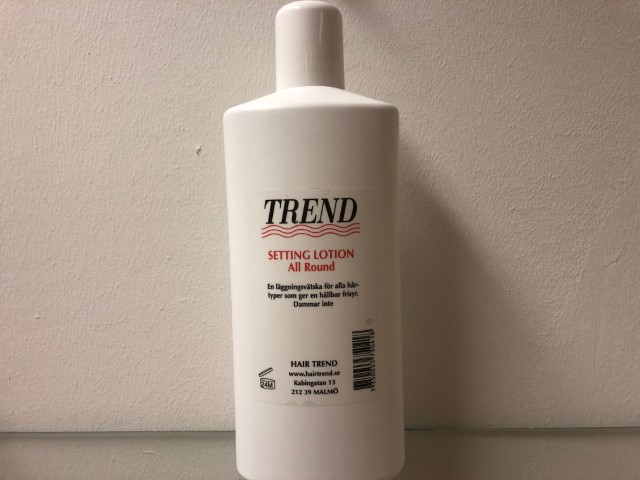 TREND
SETTING LOTION
All Round
En läggningsvätska för alla hår-
typer som ger en hållbar frisyr.
Dammar inte
HAIR TREND
www.hairtrend.se
Kabingatan 13
212 39 MALMÖ
24M